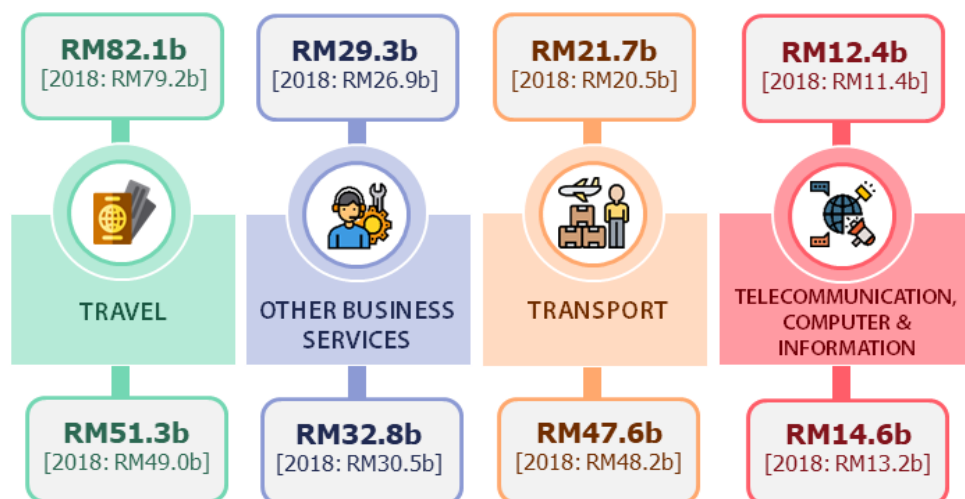 RM82.1b
[2018: RM79.2b]
RM29.3b
[2018: RM26.9b]
RM21.7b
[2018: RM20.5b]
RM12.4b
[2018: RM11.4b]
TRAVEL
OTHER BUSINESS
SERVICES
TRANSPORT
TELECOMMUNICATION,
COMPUTER &
INFORMATION
RM51.3b
[2018: RM49.0b]
RM32.8b
[2018: RM30.5b]
RM47.6b
[2018: RM48.2b]
RM14.6b
[2018: RM13.2b]